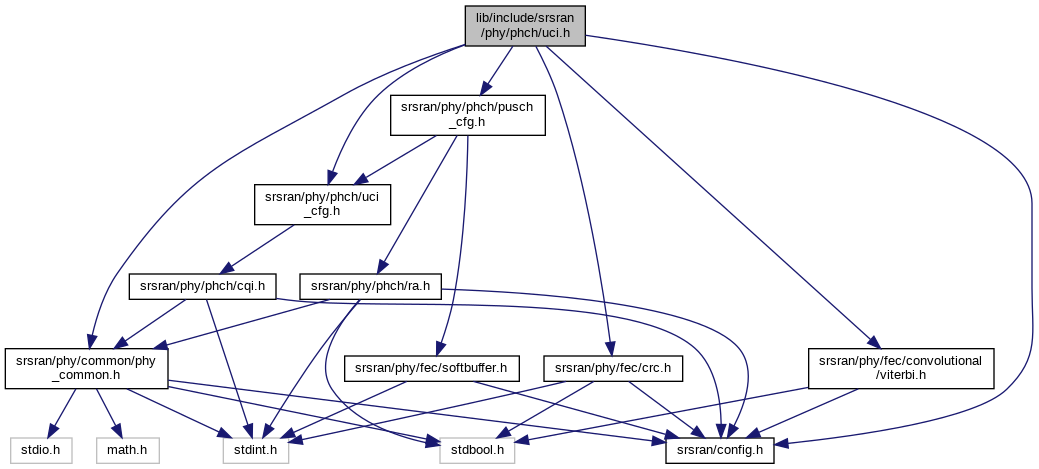 lib/include/srsran
/phy/phch/uci.h
srsran/phy/phch/pusch
_cfg.h
srsran/phy/phch/uci
_cfg.h
srsran/phy/phch/cqi.h
srsran/phy/phch/ra.h
srsran/phy/common/phy
_common.h
srsran/phy/fec/softbuffer.h
srsran/phy/fec/crc.h
srsran/phy/fec/convolutional
/viterbi.h
stdio.h
math.h
stdint.h
stdbool.h
srsran/config.h